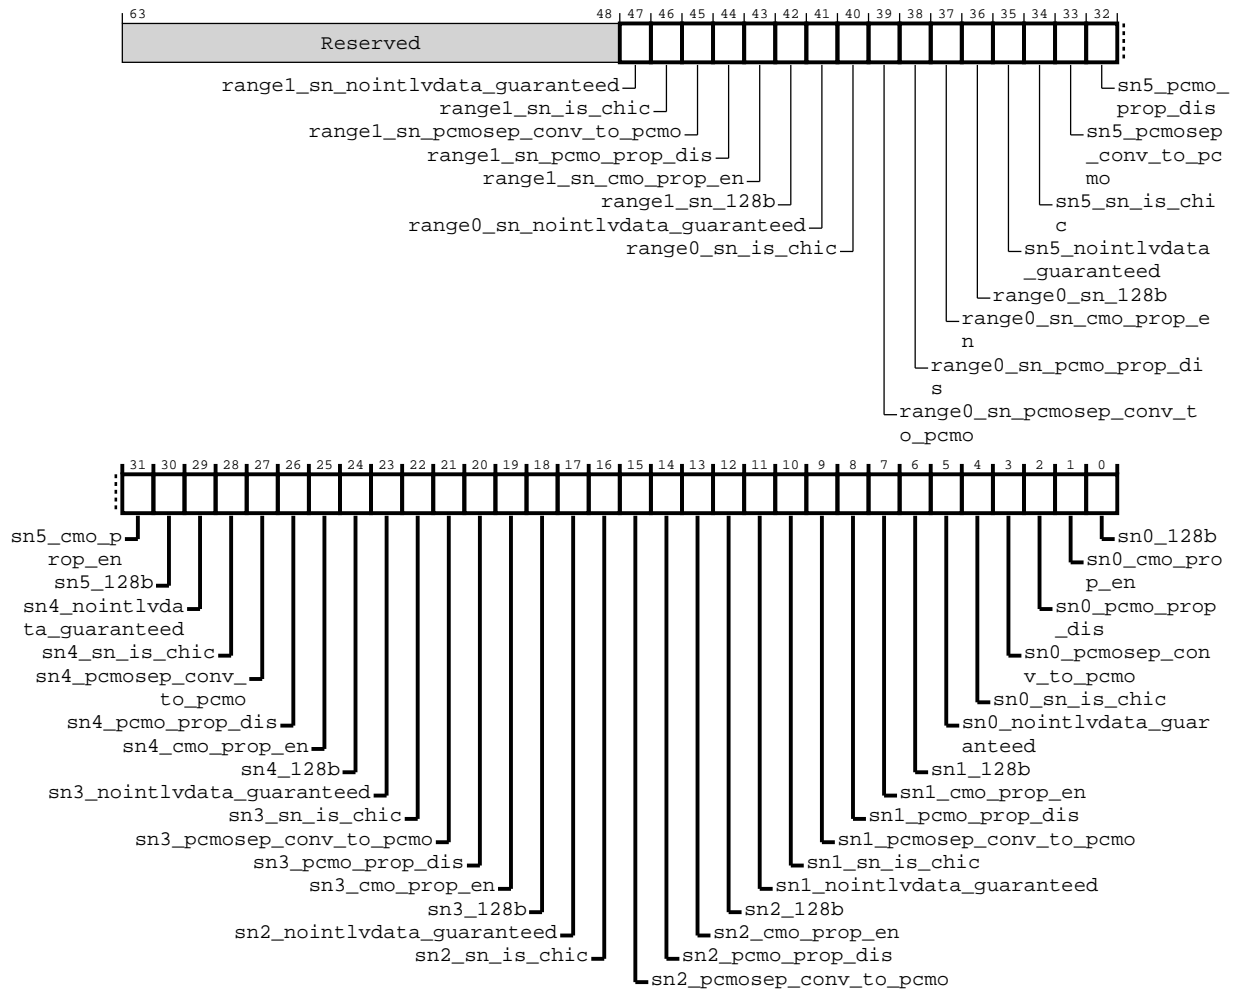 63 48 47 46 45 44 43 42 41 40 39 38 37 36 35 34 33 32
Reserved
range1_sn_nointlvdata_guaranteed
range1_sn_is_chic
range1_sn_pcmosep_conv_to_pcmo
range1_sn_pcmo_prop_dis
range1_sn_cmo_prop_en
range1_sn_128b
range0_sn_nointlvdata_guaranteed
range0_sn_is_chic
sn5_pcmo_
prop_dis
sn5_pcmosep
_conv_to_pc
mo
sn5_sn_is_chi
c
sn5_nointlvdata
_guaranteed
range0_sn_128b
range0_sn_cmo_prop_e
n
range0_sn_pcmo_prop_di
s
range0_sn_pcmosep_conv_t
o_pcmo
31 30 29 28 27 26 25 24 23 22 21 20 19 18 17 16 15 14 13 12 11 10 9 8 7 6 5 4 3 2 1 0
sn5_cmo_p
rop_en
sn5_128b
sn4_nointlvda
ta_guaranteed
sn4_sn_is_chic
sn4_pcmosep_conv_
to_pcmo
sn4_pcmo_prop_dis
sn4_cmo_prop_en
sn4_128b
sn3_nointlvdata_guaranteed
sn3_sn_is_chic
sn3_pcmosep_conv_to_pcmo
sn3_pcmo_prop_dis
sn3_cmo_prop_en
sn3_128b
sn2_nointlvdata_guaranteed
sn2_sn_is_chic
sn0_128b
sn0_cmo_pro
p_en
sn0_pcmo_prop
_dis
sn0_pcmosep_con
v_to_pcmo
sn0_sn_is_chic
sn0_nointlvdata_guar
anteed
sn1_128b
sn1_cmo_prop_en
sn1_pcmo_prop_dis
sn1_pcmosep_conv_to_pcmo
sn1_sn_is_chic
sn1_nointlvdata_guaranteed
sn2_128b
sn2_cmo_prop_en
sn2_pcmo_prop_dis
sn2_pcmosep_conv_to_pcmo